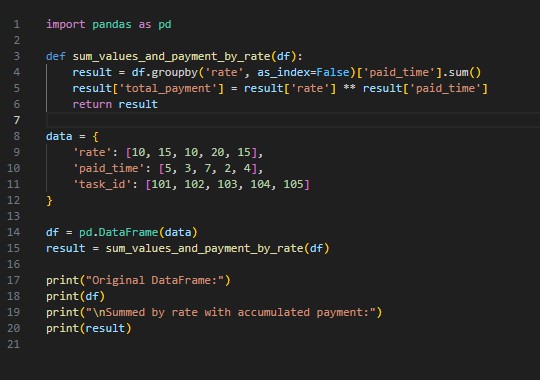 1 import pandas as pd
2
3 def sum_values_and_payment_by_rate(df):
4     result = df.groupby('rate', as_index=False)['paid_time'].sum()
5     result['total_payment'] = result['rate'] ** result['paid_time']
6     return result
7
8 data = {
9     'rate': [10, 15, 10, 20, 15],
10     'paid_time': [5, 3, 7, 2, 4],
11     'task_id': [101, 102, 103, 104, 105]
12 }
13
14 df = pd.DataFrame(data)
15 result = sum_values_and_payment_by_rate(df)
16
17 print("Original DataFrame:")
18 print(df)
19 print("\nSummed by rate with accumulated payment:")
20 print(result)
21